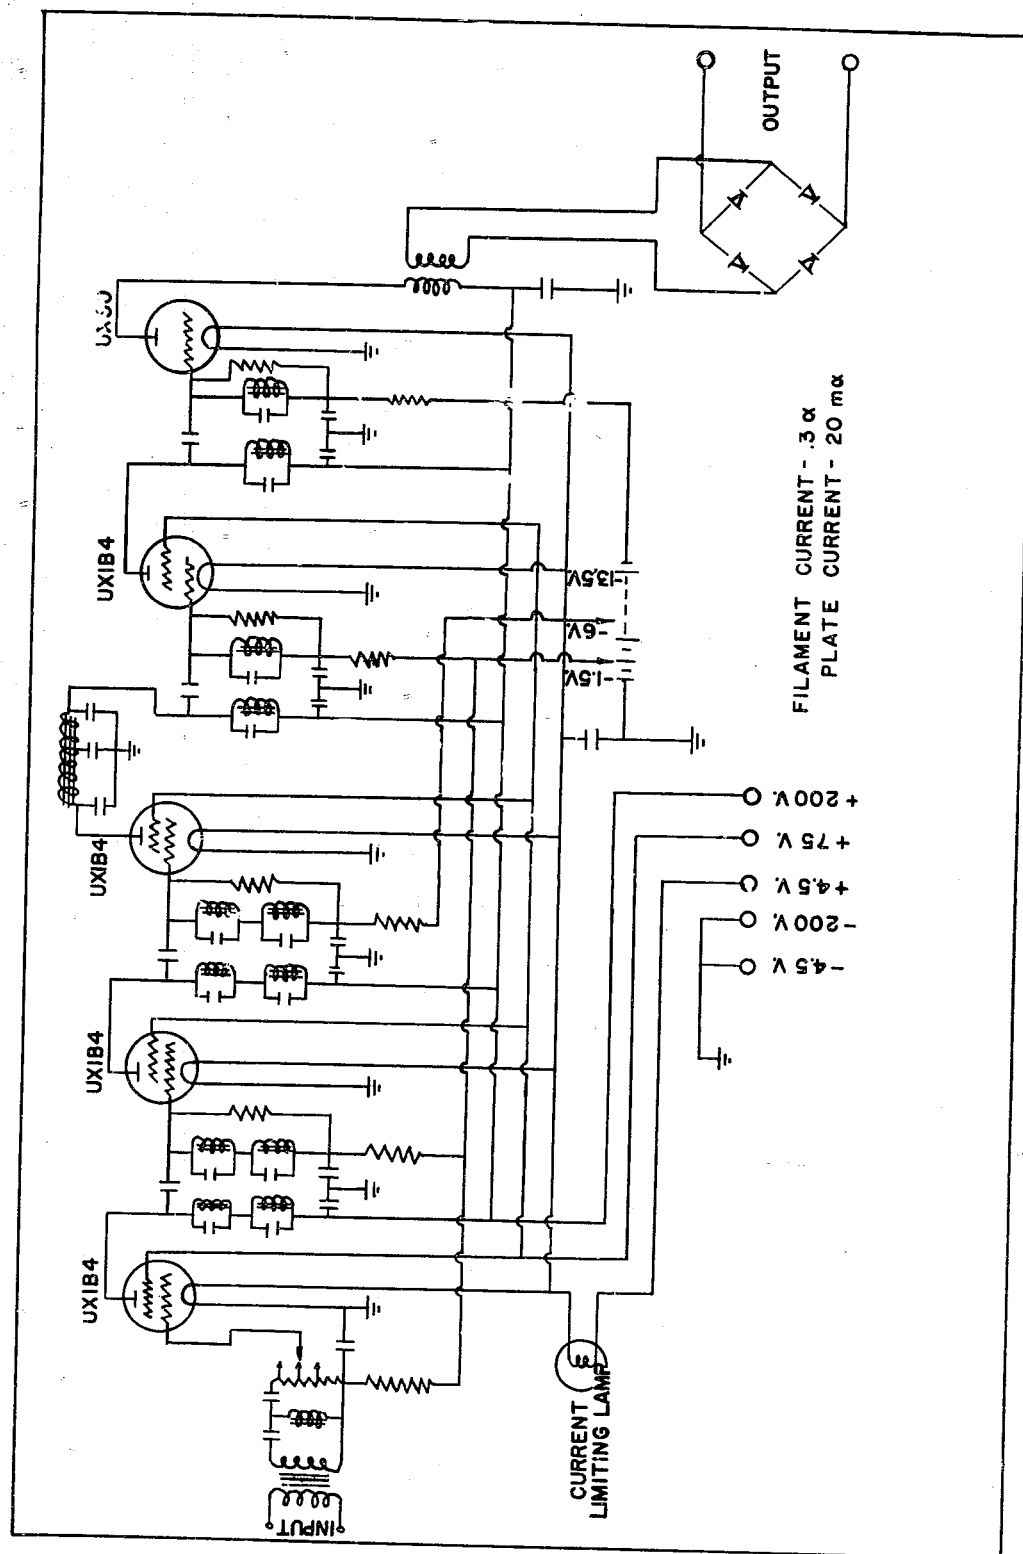 UX1B4
UX1B4
UX1B4
UX1B4
INPUT
OUTPUT
-1.5V.
-6V.
-13.5V.
CURRENT
LIMITING LAMP
-4.5 V.
-200 V.
+4.5 V.
+75 V.
+200 V.
FILAMENT CURRENT - .3 a
PLATE CURRENT - 20 ma